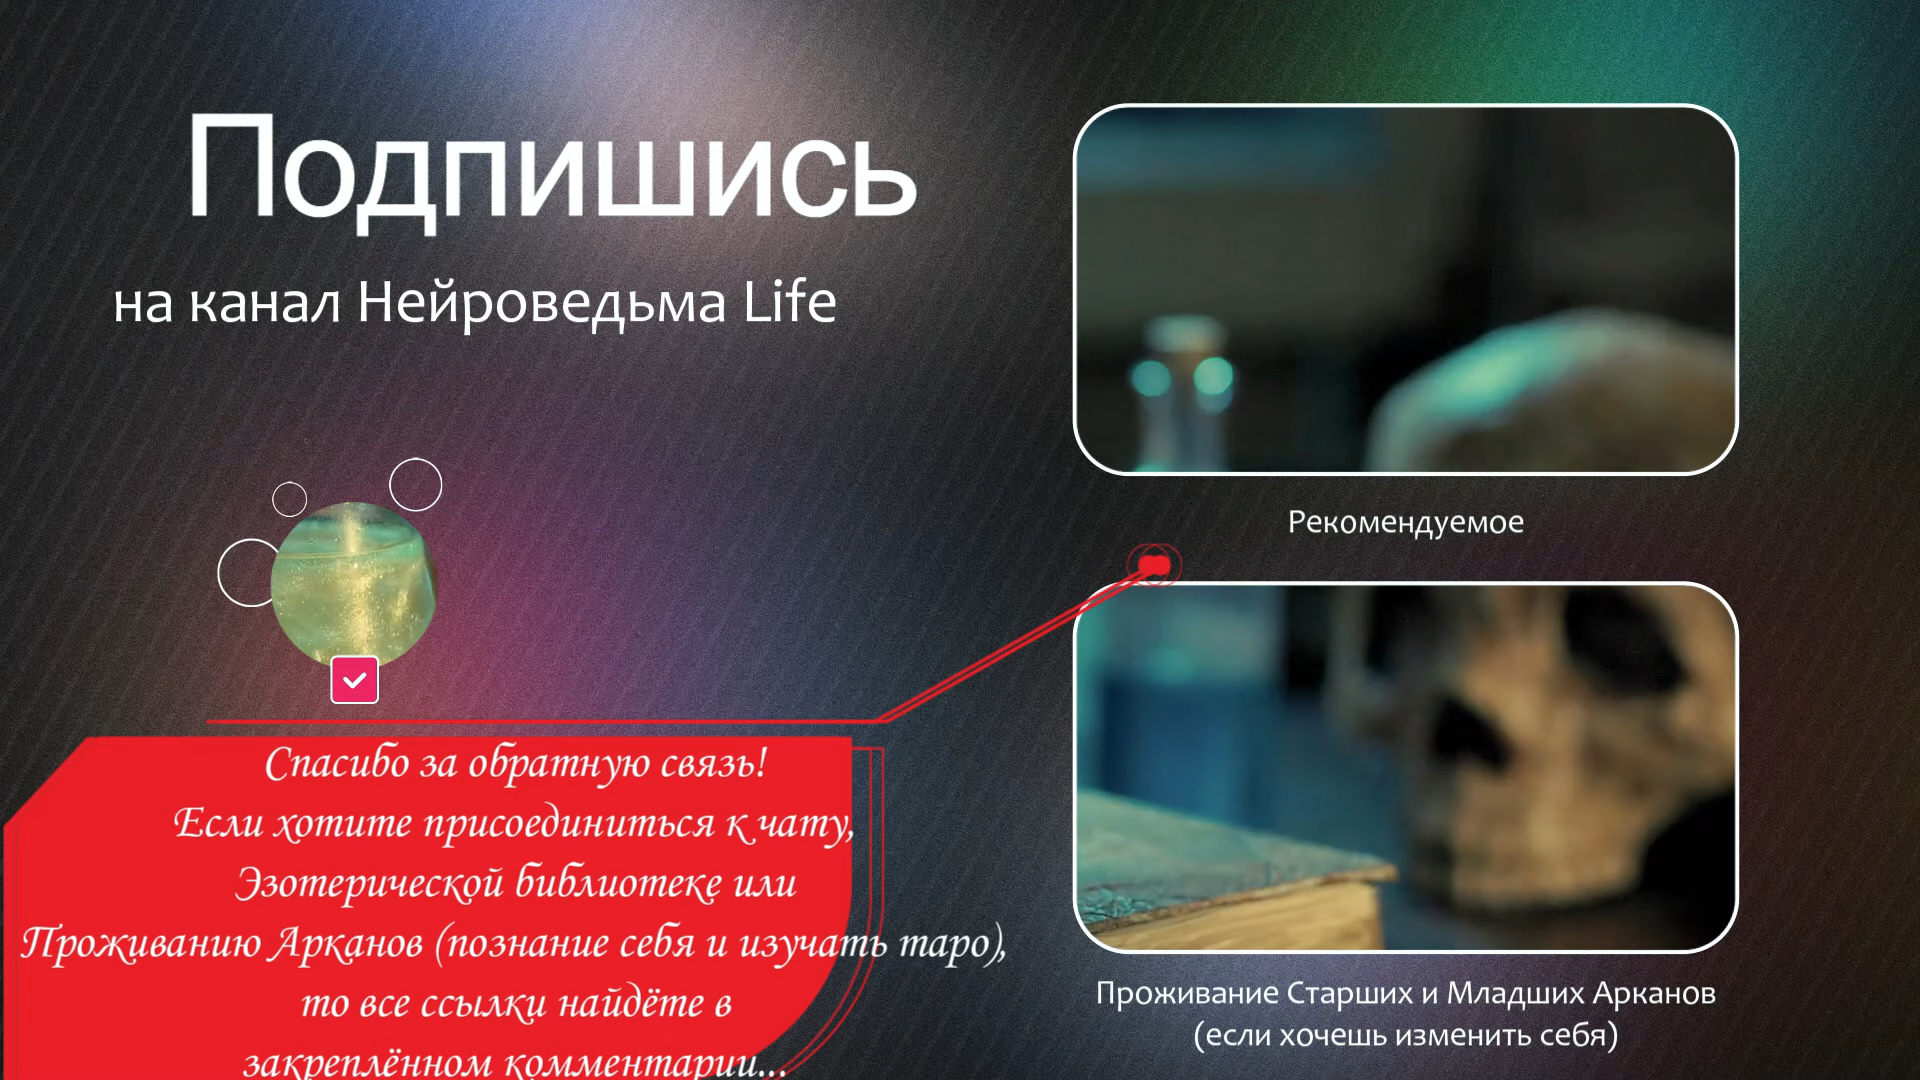 Подпишись
на канал Нейроведьма Life
Рекомендуемое
Спасибо за обратную связь!
Если хотите присоединиться к чату,
Эзотерической библиотеке или
Проживанию Арканов (познание себя и изучать таро),
то все ссылки найдёте в
закреплённом комментарии...
Проживание Старших и Младших Арканов
(если хочешь изменить себя)